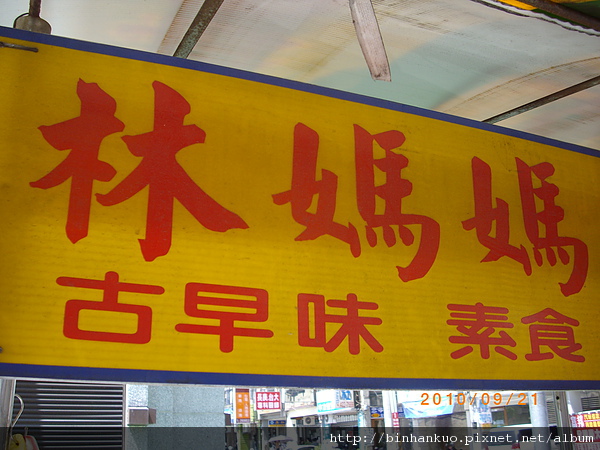 林媽媽
古早味 素食
2010/09/21
http://binhankuo.pixnet.net/album